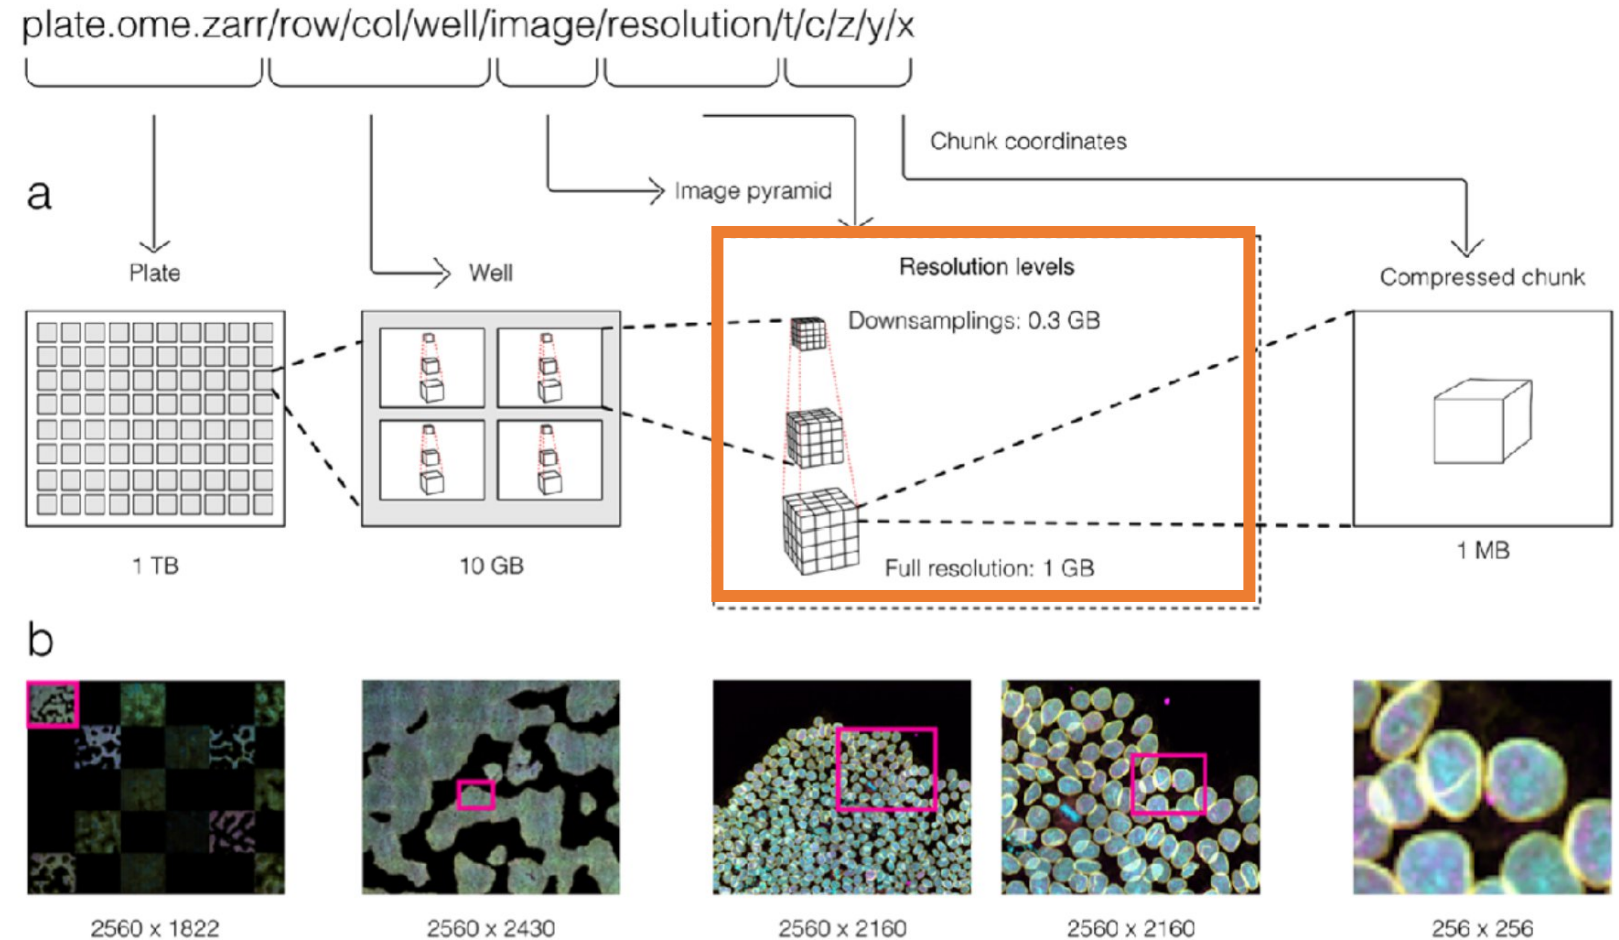 plate.ome.zarr/row/col/well/image/resolution/t/c/z/y/x
Chunk coordinates
a
Image pyramid
Plate
Well
Resolution levels
Compressed chunk
Downsamplings: 0.3 GB
Full resolution: 1 GB
1 TB
10 GB
1 MB
b
2560 x 1822
2560 x 2430
2560 x 2160
2560 x 2160
256 x 256